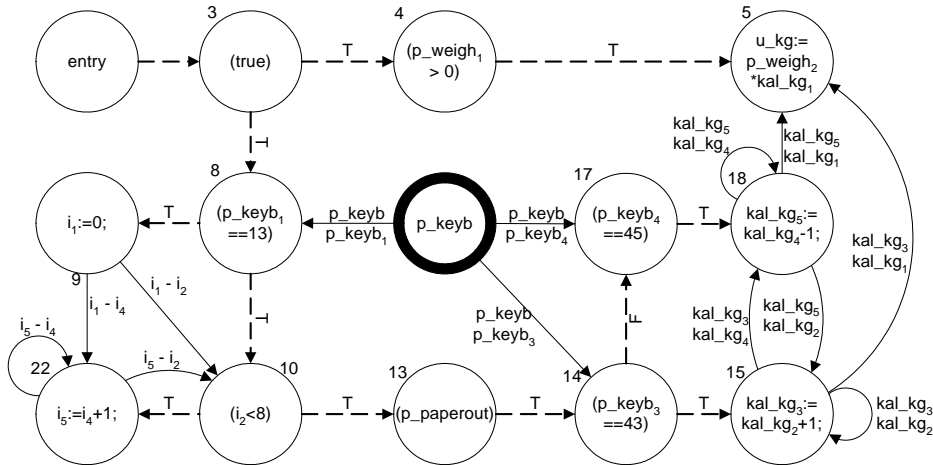 3
4
5
entry
(true)
T
(p_weigh1
> 0)
T
u_kg:=
p_weigh2
*kal_kg1
T
kal_kg5
kal_kg4
kal_kg5
kal_kg1
8
17
18
i1:=0;
T
(p_keyb1
==13)
p_keyb
p_keyb1
p_keyb
p_keyb
p_keyb4
(p_keyb4
==45)
T
kal_kg5:=
kal_kg4-1;
kal_kg3
kal_kg1
9
i1 - i4
i1 - i2
T
p_keyb
p_keyb3
F
kal_kg3
kal_kg4
kal_kg5
kal_kg2
i5 - i4
22
i5 - i2
10
13
14
15
i5:=i4+1;
T
(i2<8)
T
(p_paperout)
T
(p_keyb3
==43)
T
kal_kg3:=
kal_kg2+1;
kal_kg3
kal_kg2